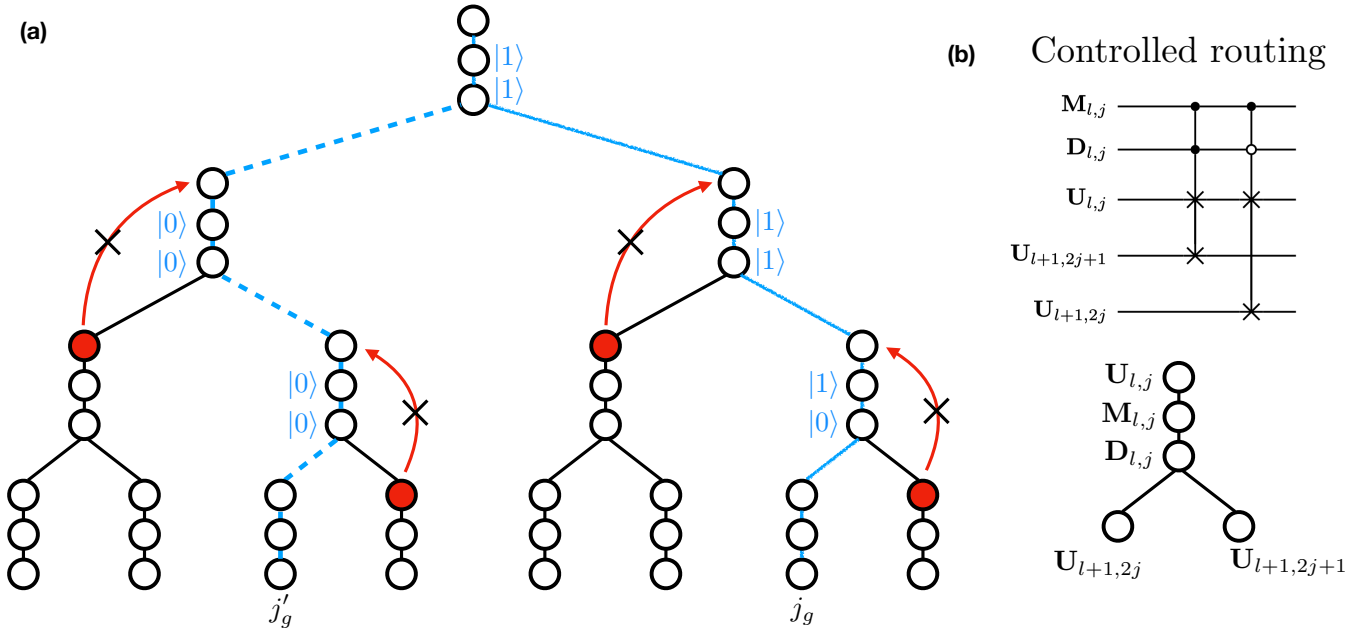 (a)
|1⟩
|1⟩
|0⟩
|0⟩
|1⟩
|1⟩
|0⟩
|0⟩
|1⟩
|0⟩
j'_g
j_g
(b)
Controlled routing
M_{l,j}
D_{l,j}
U_{l,j}
U_{l+1,2j+1}
U_{l+1,2j}
U_{l,j}
M_{l,j}
D_{l,j}
U_{l+1,2j}
U_{l+1,2j+1}